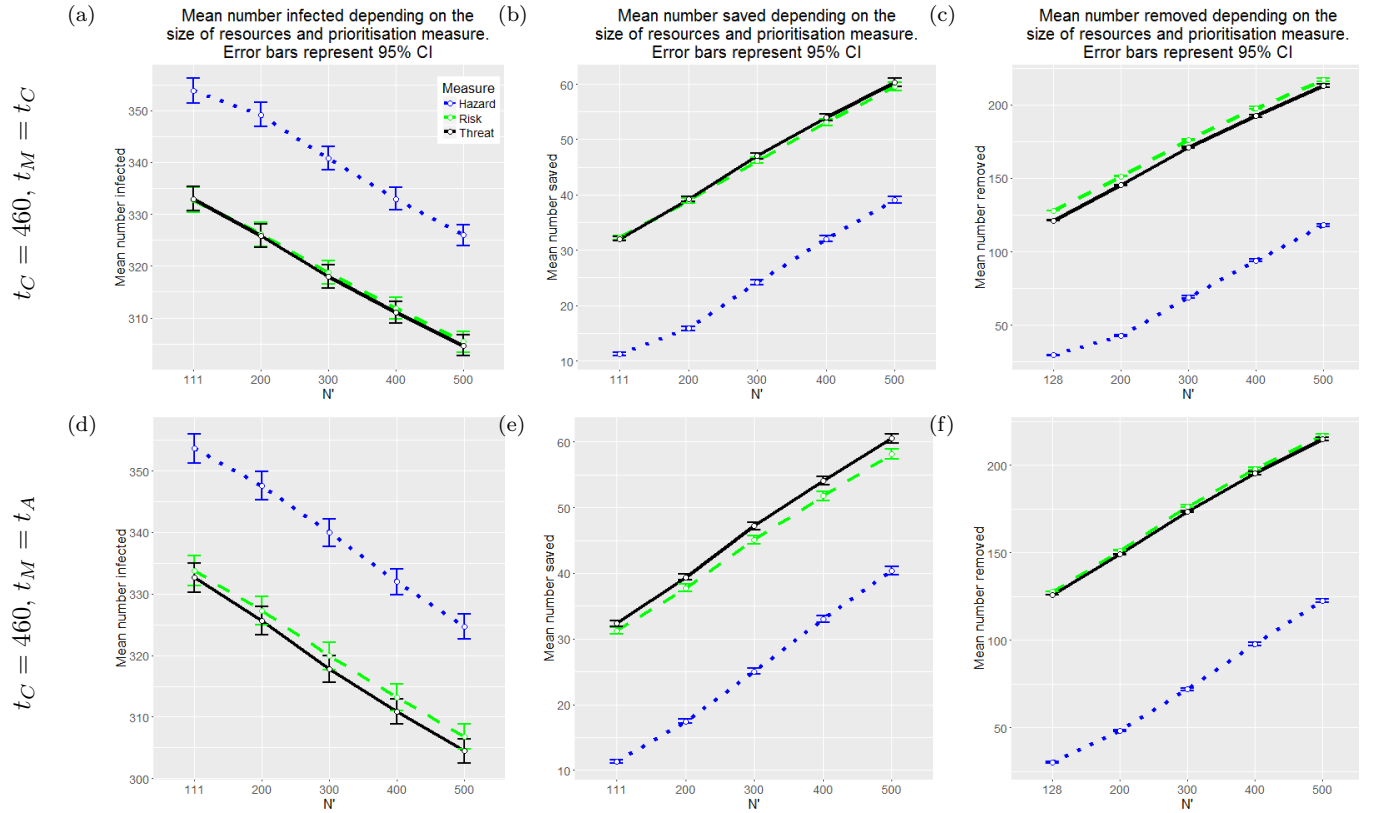 (a)
Mean number infected depending on the
size of resources and prioritisation measure.
Error bars represent 95% CI
Mean number infected
350
340
330
320
310
111
200
300
400
500
N'
Measure
Hazard
Risk
Threat
(b)
Mean number saved depending on the
size of resources and prioritisation measure.
Error bars represent 95% CI
Mean number saved
60
50
40
30
20
10
111
200
300
400
500
N'
(c)
Mean number removed depending on the
size of resources and prioritisation measure.
Error bars represent 95% CI
Mean number removed
200
150
100
50
128
200
300
400
500
N'
t_C = 460, t_M = t_C
(d)
Mean number infected
350
340
330
320
310
300
111
200
300
400
500
N'
(e)
Mean number saved
60
50
40
30
20
10
111
200
300
400
500
N'
(f)
Mean number removed
200
150
100
50
128
200
300
400
500
N'
t_C = 460, t_M = t_A